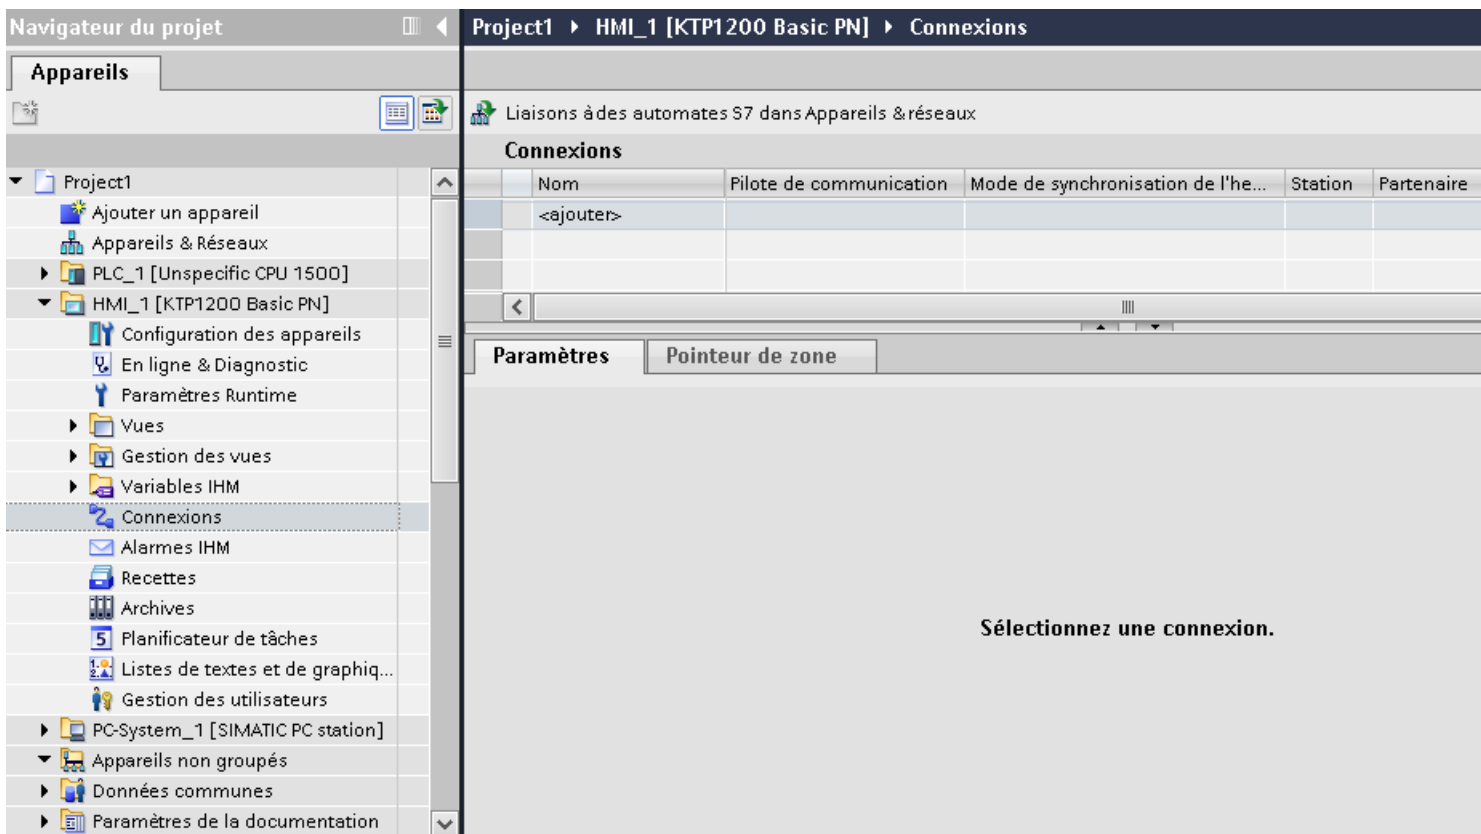 Navigateur du projet
Appareils
Project1
Ajouter un appareil
Appareils & Réseaux
PLC_1 [Unspecific CPU 1500]
HMI_1 [KTP1200 Basic PN]
Configuration des appareils
En ligne & Diagnostic
Paramètres Runtime
Vues
Gestion des vues
Variables IHM
Connexions
Alarmes IHM
Recettes
Archives
Planificateur de tâches
Listes de textes et de graphiq...
Gestion des utilisateurs
PC-System_1 [SIMATIC PC station]
Appareils non groupés
Données communes
Paramètres de la documentation
Project1 HMI_1 [KTP1200 Basic PN] Connexions
Liaisons à des automates S7 dans Appareils & réseaux
Connexions
Nom Pilote de communication Mode de synchronisation de l'he... Station Partenaire
<ajouter>
Paramètres Pointeur de zone
Sélectionnez une connexion.